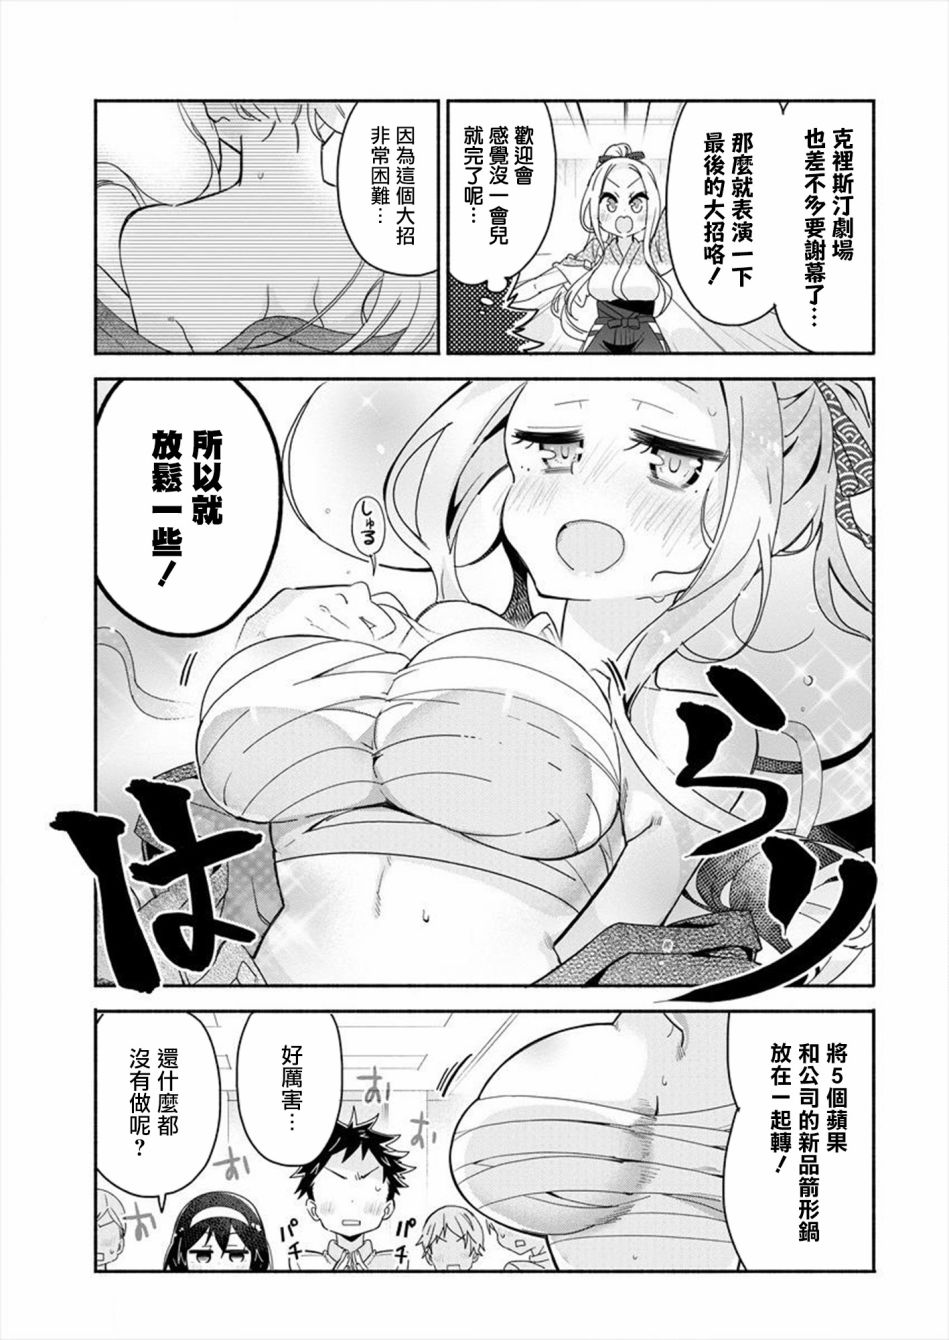 克裡斯汀劇場
也差不多要謝幕了…
那麼就表演一下
最後的大招咯！
歡迎會
感覺沒一會兒
就完了呢…
因為這個大招
非常困難…
所以就
放鬆一些！
しゅる
はらり
將5個蘋果
和公司的新品箭形鍋
放在一起轉！
好厲害…
還什麼都
沒有做呢？
おおお
パチ
パチ